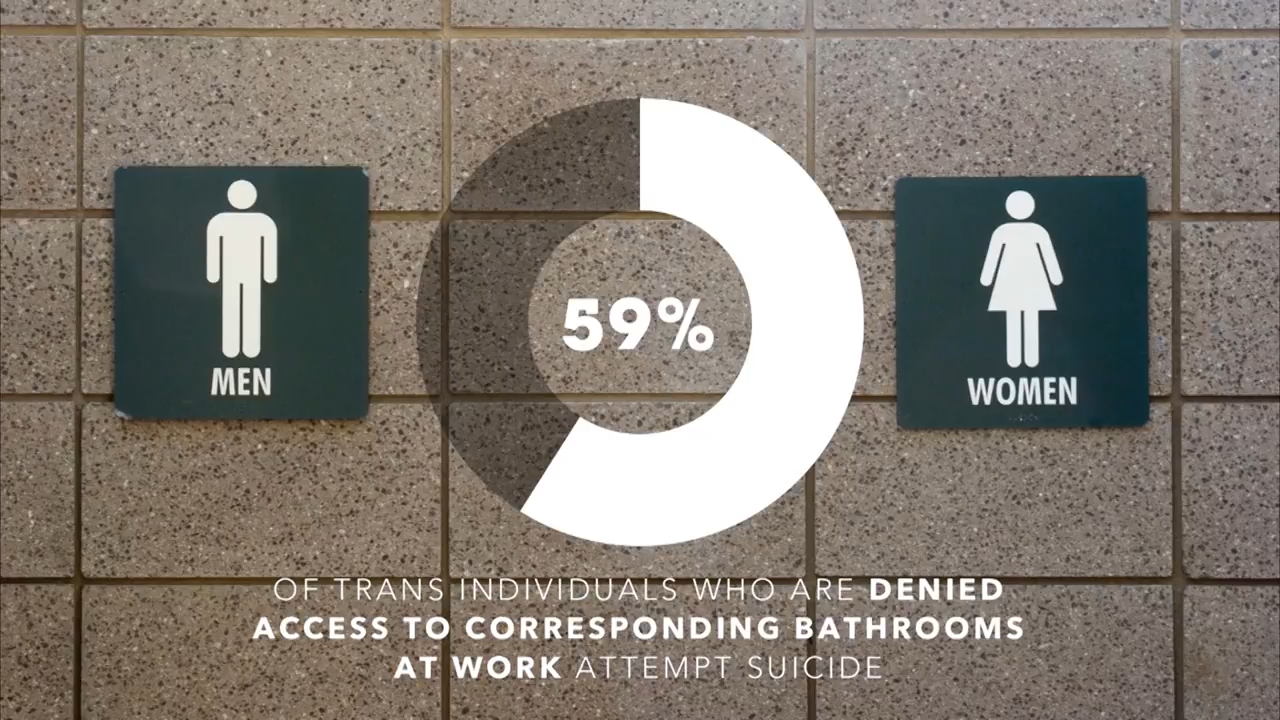 MEN
WOMEN
59%
OF TRANS INDIVIDUALS WHO ARE DENIED
ACCESS TO CORRESPONDING BATHROOMS
AT WORK ATTEMPT SUICIDE